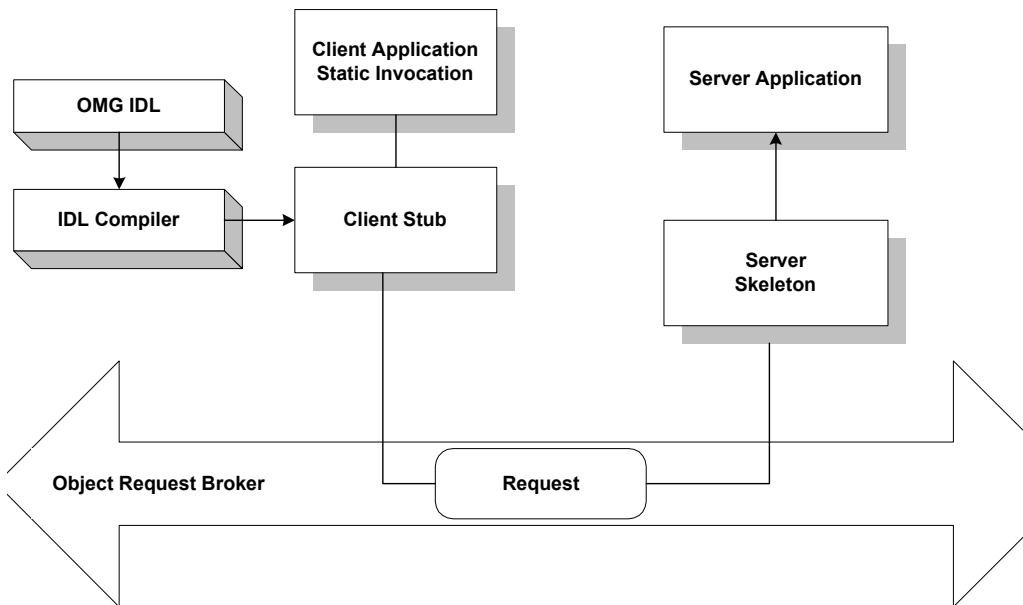 Client Application
Static Invocation
Server Application
OMG IDL
IDL Compiler
Client Stub
Server
Skeleton
Object Request Broker
Request